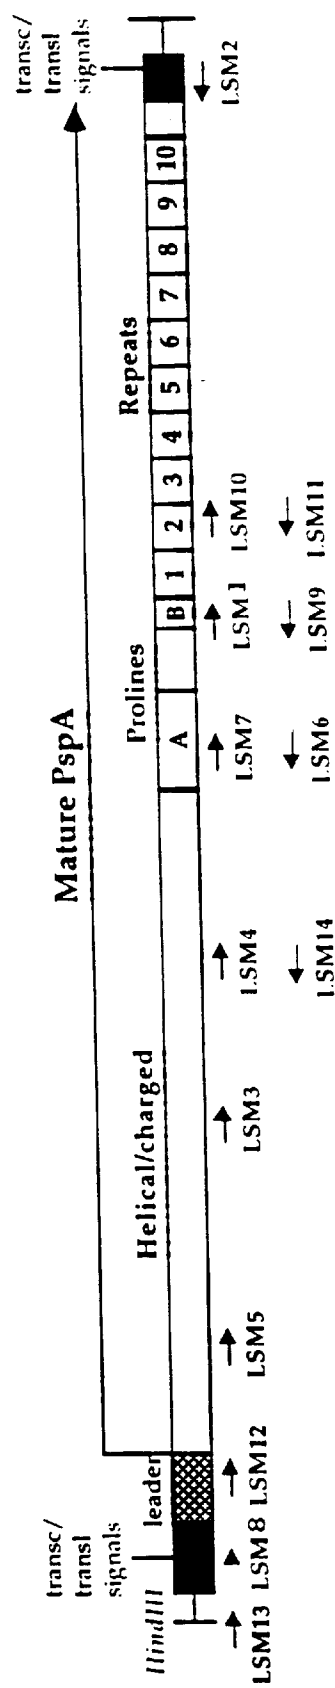 transc/
transl
signals
transc/
transl
signals
Mature PspA
HindIII
leader
Helical/charged
Prolines
Repeats
A
B
1
2
3
4
5
6
7
8
9
10
LSM13
LSM8
LSM12
LSM5
LSM3
LSM4
LSM7
LSM1
LSM10
LSM2
LSM14
LSM6
LSM9
LSM11